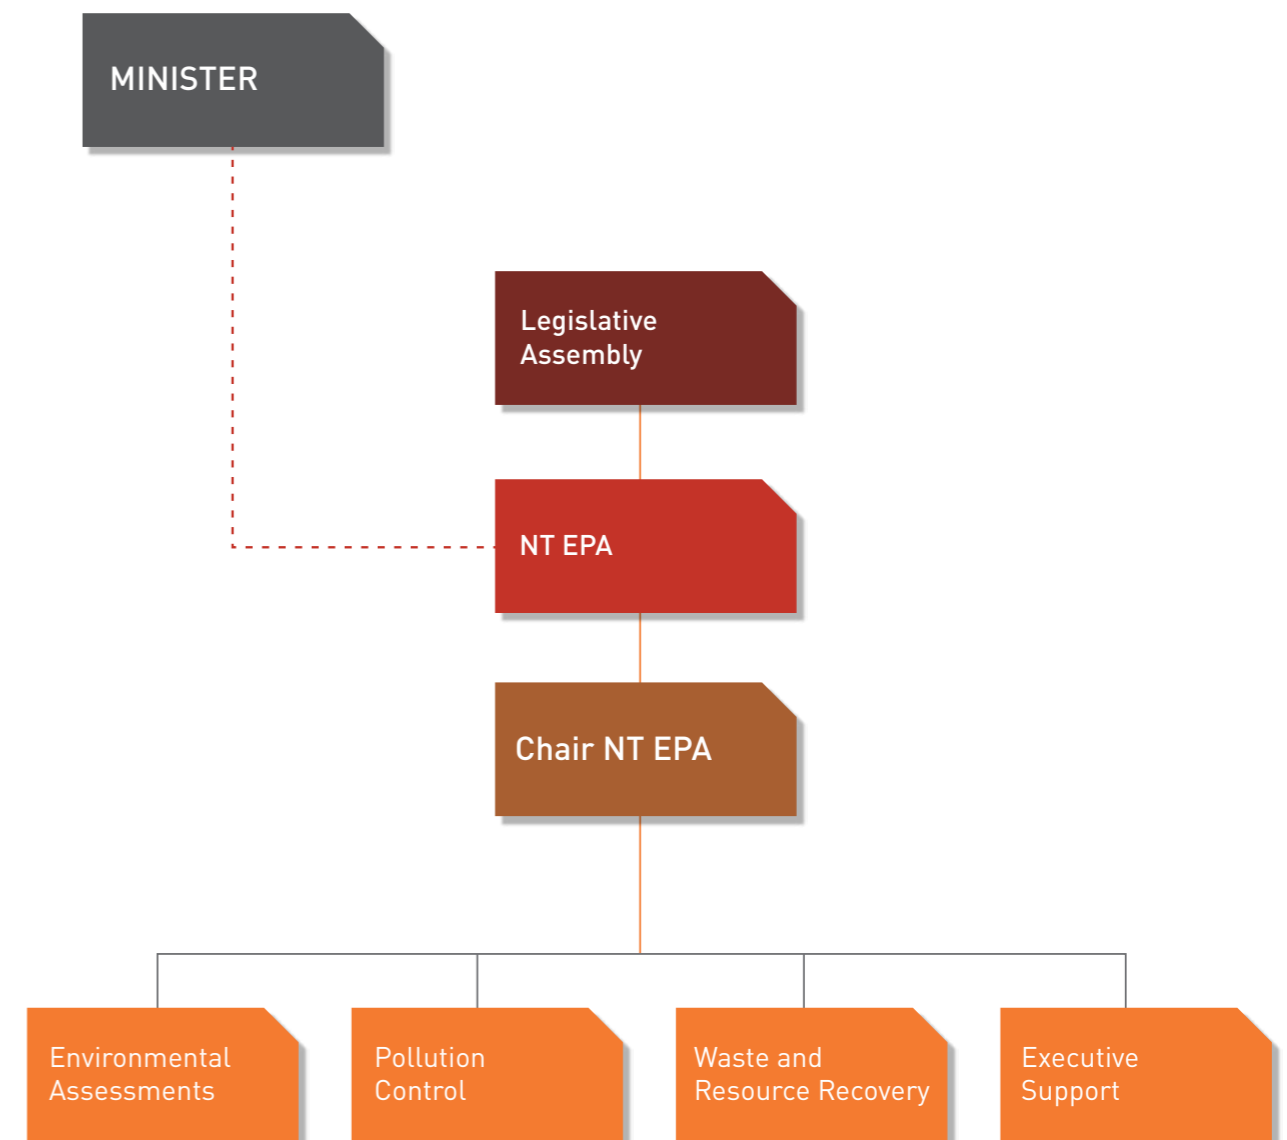 MINISTER
Legislative
Assembly
NT EPA
Chair NT EPA
Environmental
Assessments
Pollution
Control
Waste and
Resource Recovery
Executive
Support